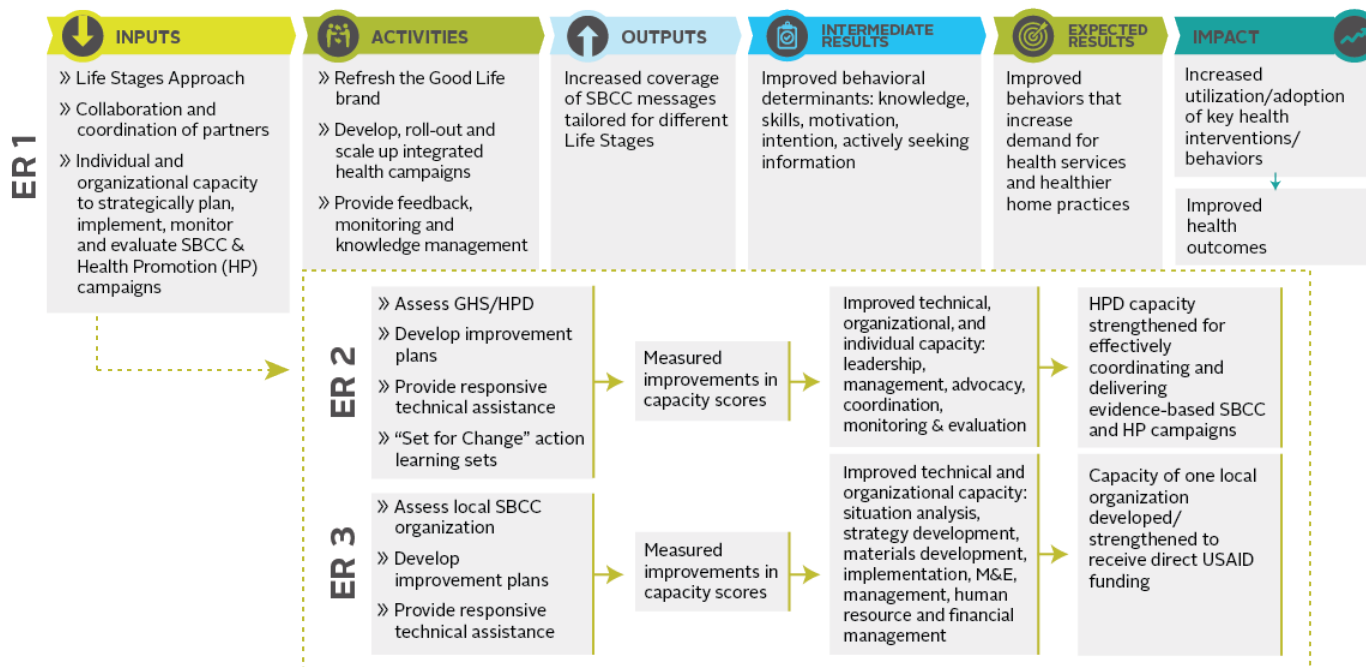 INPUTS
ACTIVITIES
OUTPUTS
INTERMEDIATE
RESULTS
EXPECTED
RESULTS
IMPACT
ER 1
» Life Stages Approach
» Collaboration and
coordination of partners
» Individual and
organizational capacity
to strategically plan,
implement, monitor
and evaluate SBCC &
Health Promotion (HP)
campaigns
» Refresh the Good Life
brand
» Develop, roll-out and
scale up integrated
health campaigns
» Provide feedback,
monitoring and
knowledge management
Increased coverage
of SBCC messages
tailored for different
Life Stages
Improved behavioral
determinants: knowledge,
skills, motivation,
intention, actively seeking
information
Improved
behaviors that
increase
demand for
health services
and healthier
home practices
Increased
utilization/adoption
of key health
interventions/
behaviors
Improved
health
outcomes
ER 2
» Assess GHS/HPD
» Develop improvement
plans
» Provide responsive
technical assistance
» “Set for Change” action
learning sets
Measured
improvements in
capacity scores
Improved technical,
organizational, and
individual capacity:
leadership,
management, advocacy,
coordination,
monitoring & evaluation
HPD capacity
strengthened for
effectively
coordinating and
delivering
evidence-based SBCC
and HP campaigns
ER 3
» Assess local SBCC
organization
» Develop
improvement plans
» Provide responsive
technical assistance
Measured
improvements in
capacity scores
Improved technical and
organizational capacity:
situation analysis,
strategy development,
materials development,
implementation, M&E,
management, human
resource and financial
management
Capacity of one local
organization
developed/
strengthened to
receive direct USAID
funding